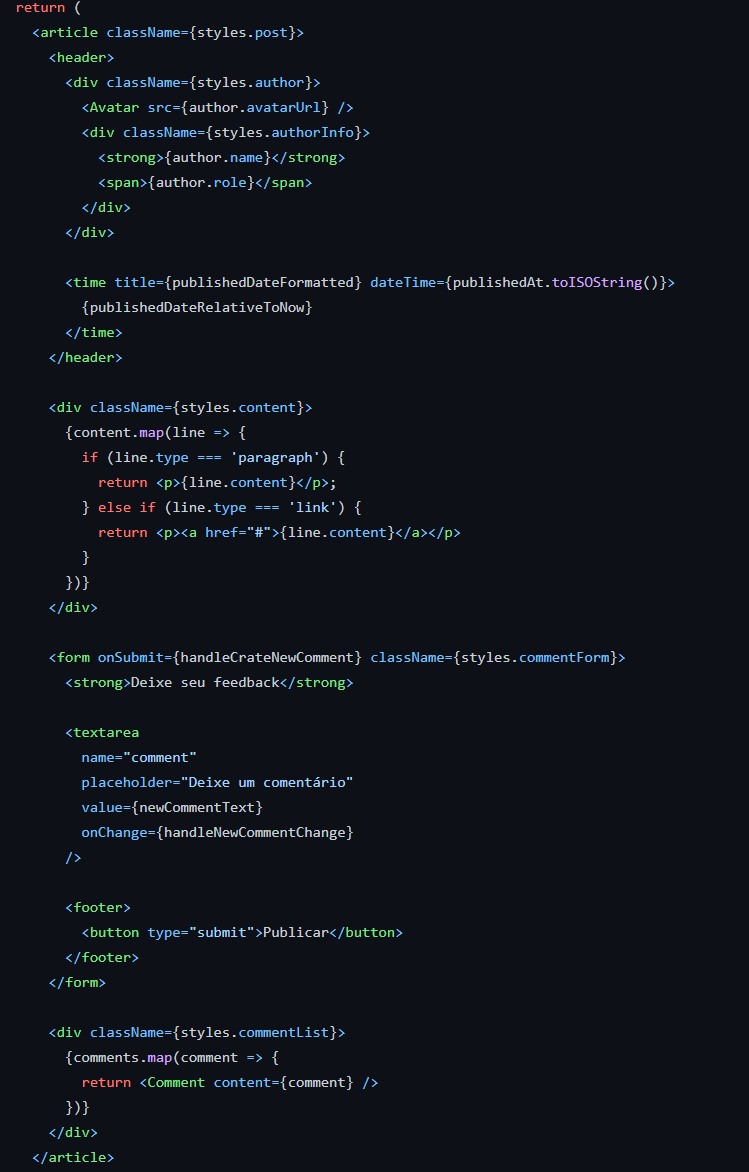 return (
<article className={styles.post}>
<header>
<div className={styles.author}>
<Avatar src={author.avatarUrl} />
<div className={styles.authorInfo}>
<strong>{author.name}</strong>
<span>{author.role}</span>
</div>
</div>
<time title={publishedDateFormatted} dateTime={publishedAt.toISOString()}>
{publishedDateRelativeToNow}
</time>
</header>
<div className={styles.content}>
{content.map(line => {
if (line.type === 'paragraph') {
return <p>{line.content}</p>;
} else if (line.type === 'link') {
return <p><a href="#">{line.content}</a></p>
}
})}
</div>
<form onSubmit={handleCrateNewComment} className={styles.commentForm}>
<strong>Deixe seu feedback</strong>
<textarea
name="comment"
placeholder="Deixe um comentário"
value={newCommentText}
onChange={handleNewCommentChange}
/>
<footer>
<button type="submit">Publicar</button>
</footer>
</form>
<div className={styles.commentList}>
{comments.map(comment => {
return <Comment content={comment} />
})}
</div>
</article>